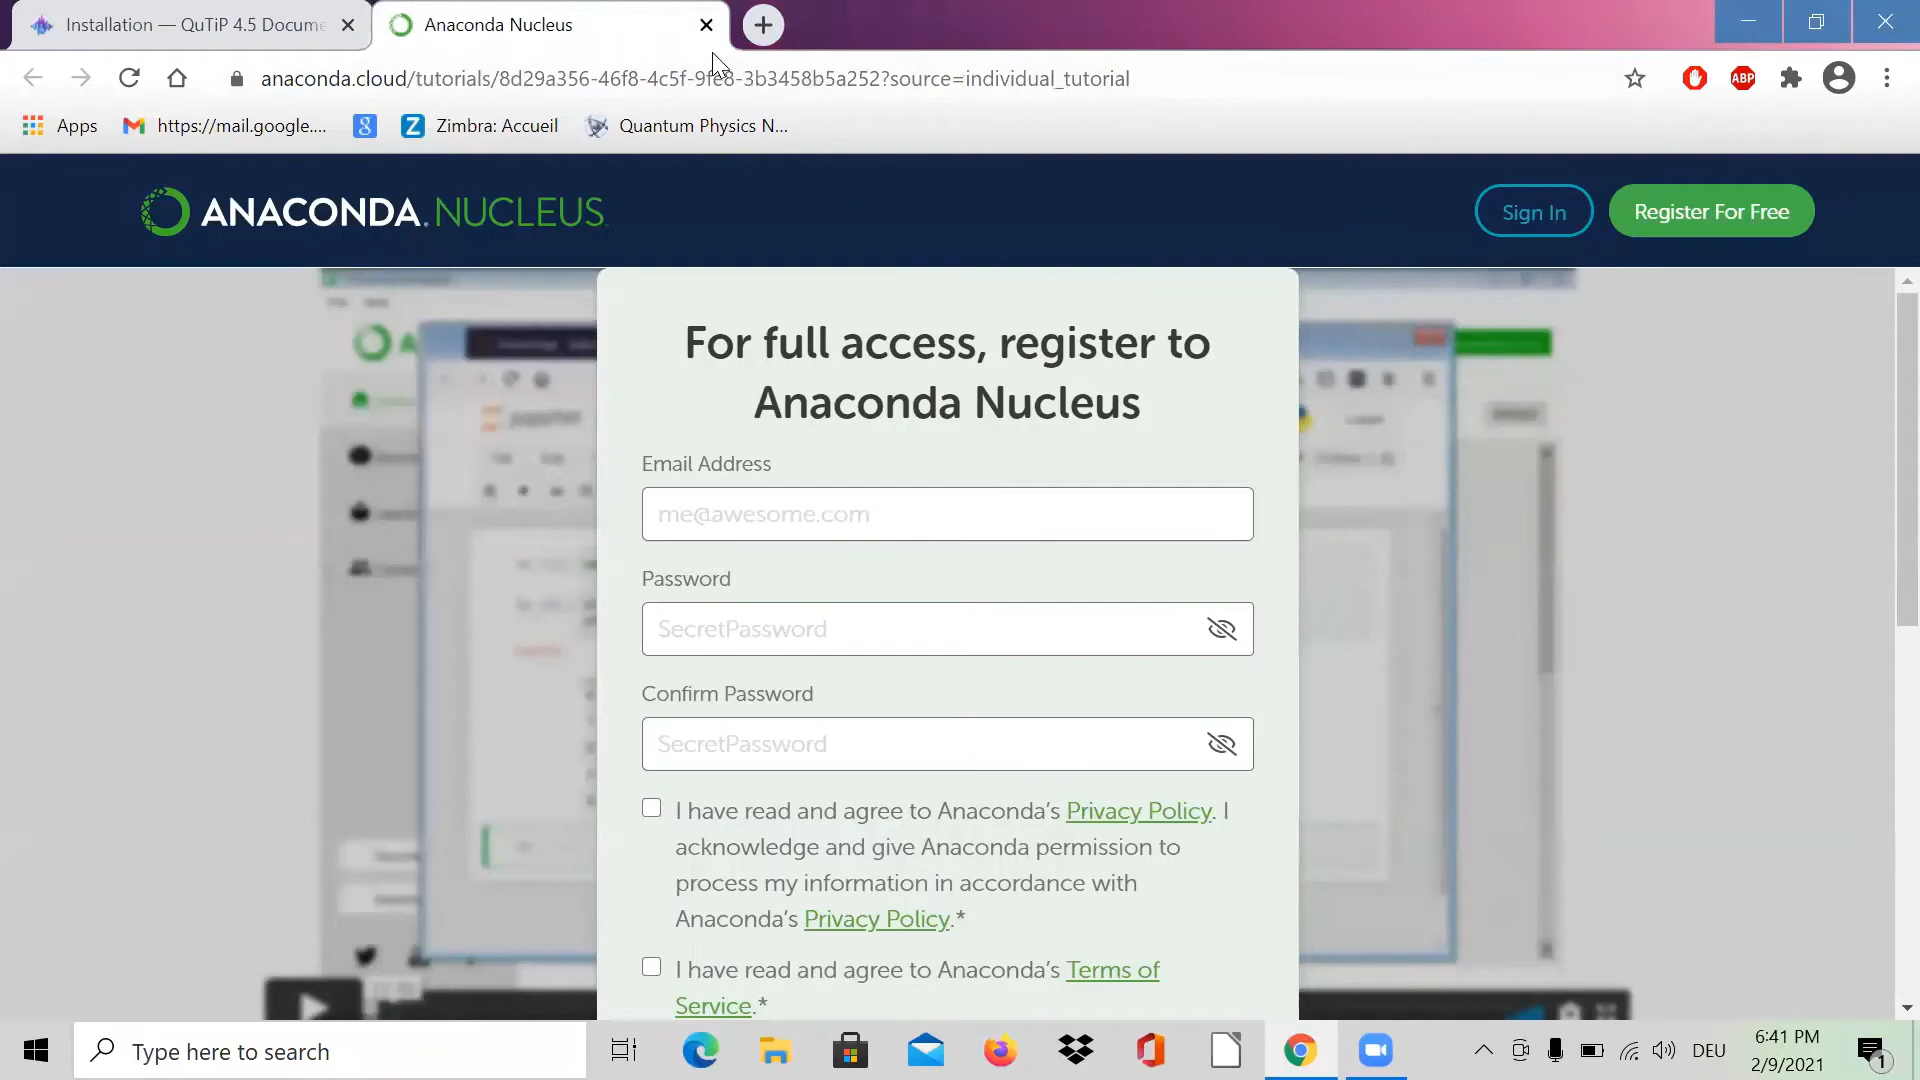 Installation — QuTiP 4.5 Docume
Anaconda Nucleus
anaconda.cloud/tutorials/8d29a356-46f8-4c5f-9fe8-3b3458b5a252?source=individual_tutorial
ABP
Apps
https://mail.google....
Zimbra: Accueil
Quantum Physics N...
ANACONDA. NUCLEUS
Sign In
Register For Free
For full access, register to
Anaconda Nucleus
Email Address
me@awesome.com
Password
SecretPassword
Confirm Password
SecretPassword
I have read and agree to Anaconda's Privacy Policy. I
acknowledge and give Anaconda permission to
process my information in accordance with
Anaconda's Privacy Policy.*
I have read and agree to Anaconda's Terms of
Service.*
Type here to search
DEU
6:41 PM
2/9/2021
1